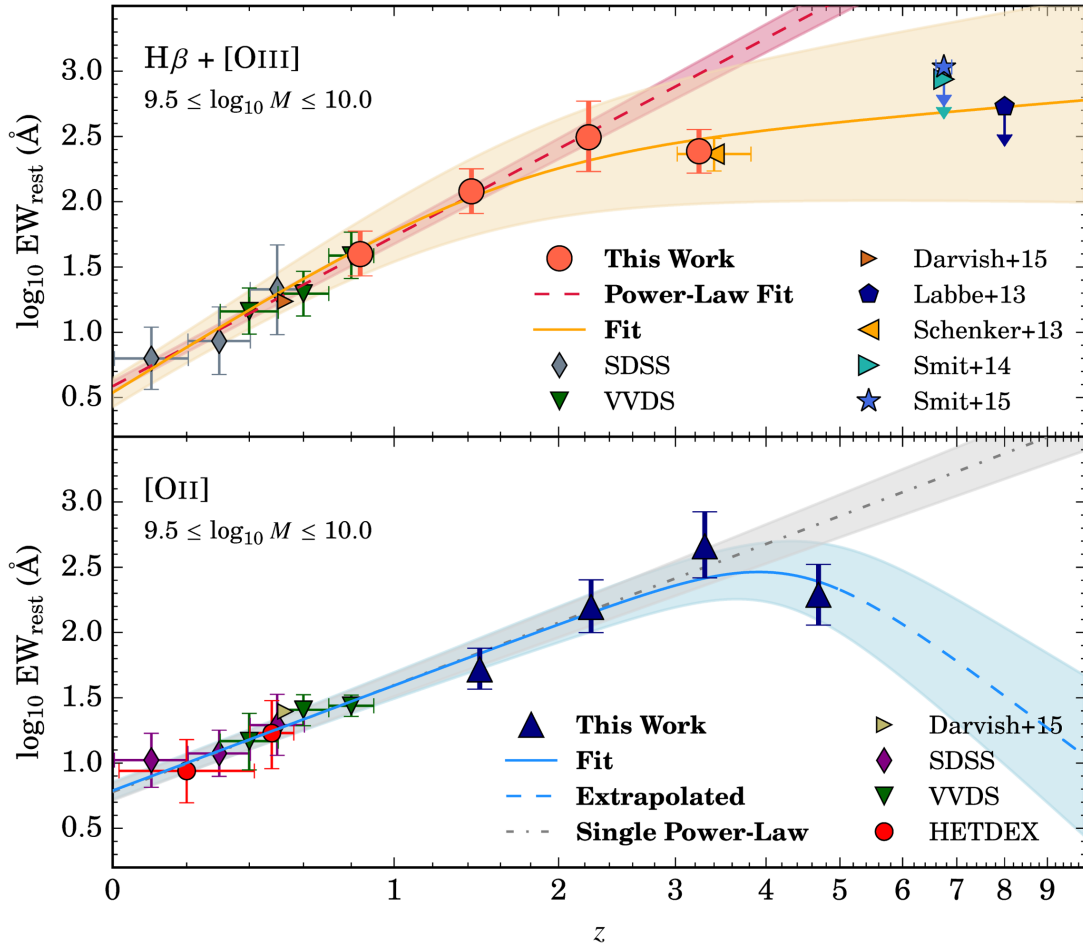 Hβ + [OIII]
9.5 ≤ log₁₀ M ≤ 10.0
log₁₀ EW_rest (Å)
3.0
2.5
2.0
1.5
1.0
0.5
This Work
Power-Law Fit
Fit
SDSS
VVDS
Darvish+15
Labbe+13
Schenker+13
Smit+14
Smit+15
[OII]
9.5 ≤ log₁₀ M ≤ 10.0
log₁₀ EW_rest (Å)
3.0
2.5
2.0
1.5
1.0
0.5
This Work
Fit
Extrapolated
Single Power-Law
Darvish+15
SDSS
VVDS
HETDEX
0 1 2 3 4 5 6 7 8 9
z